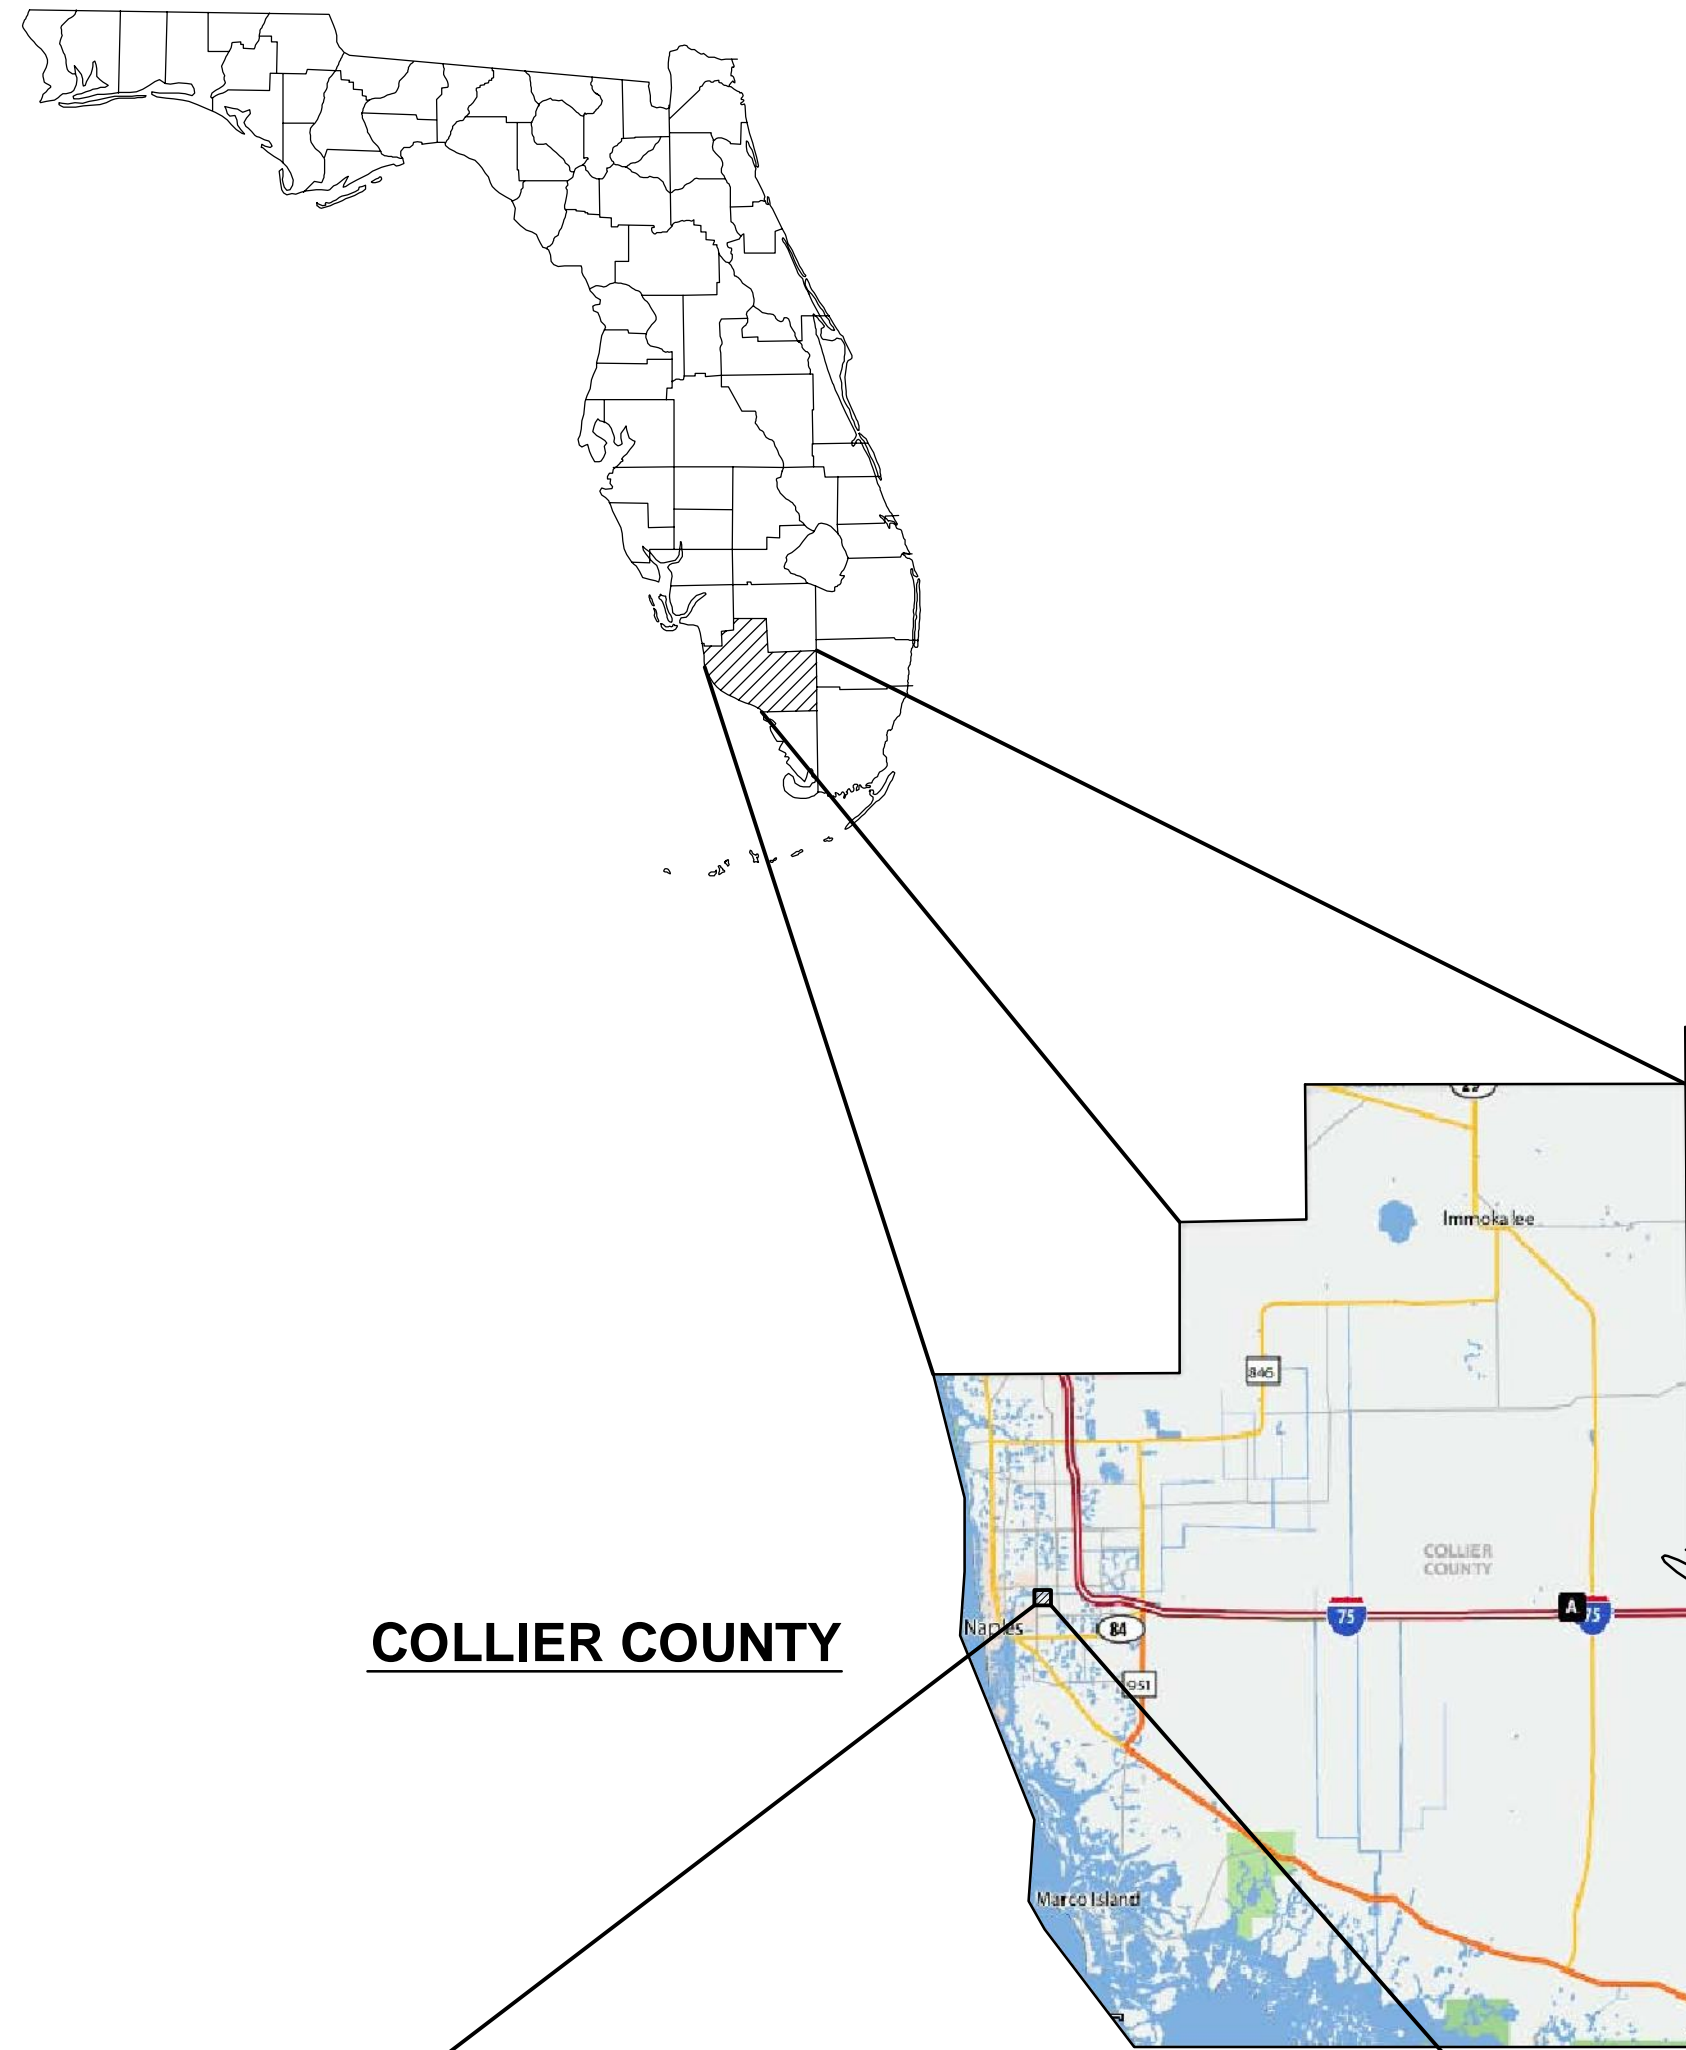 Immokalee
846
COLLIER
COUNTY
A
75
75
COLLIER COUNTY
Naples
84
951
Marco Island